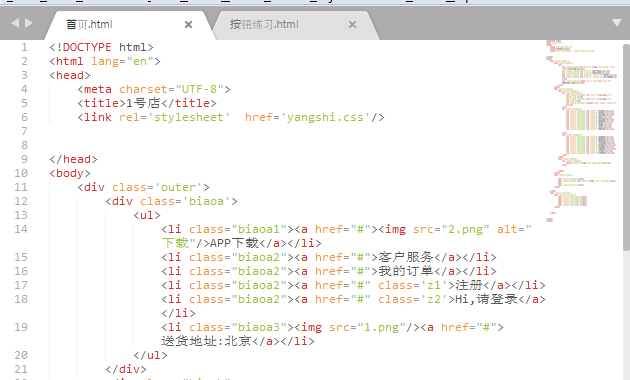 首页.html
按钮练习.html
1 <!DOCTYPE html>
2 <html lang="en">
3 <head>
4 <meta charset="UTF-8">
5 <title>1号店</title>
6 <link rel='stylesheet'  href='yangshi.css'/>
7
8
9 </head>
10 <body>
11 <div class='outer'>
12 <div class='biaoa'>
13 <ul>
14 <li class="biaoa1"><a href="#"><img src="2.png" alt="
下载"/>APP下载</a></li>
15 <li class="biaoa2"><a href="#">客户服务</a></li>
16 <li class="biaoa2"><a href="#">我的订单</a></li>
17 <li class="biaoa2"><a href="#" class='z1'>注册</a></li>
18 <li class="biaoa2"><a href="#" class='z2'>Hi,请登录</a>
</li>
19 <li class="biaoa3"><img src="1.png"/><a href="#">
送货地址:北京</a></li>
20 </ul>
21 </div>